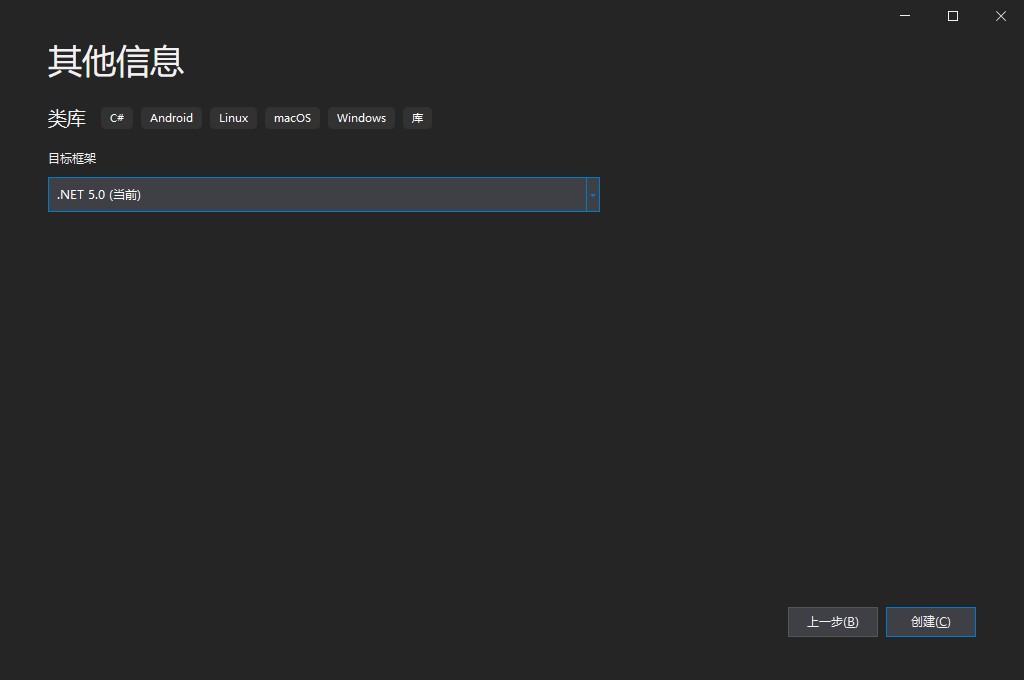 其他信息
类库 C# Android Linux macOS Windows 库
目标框架
.NET 5.0 (当前)
上一步(B) 创建(C)